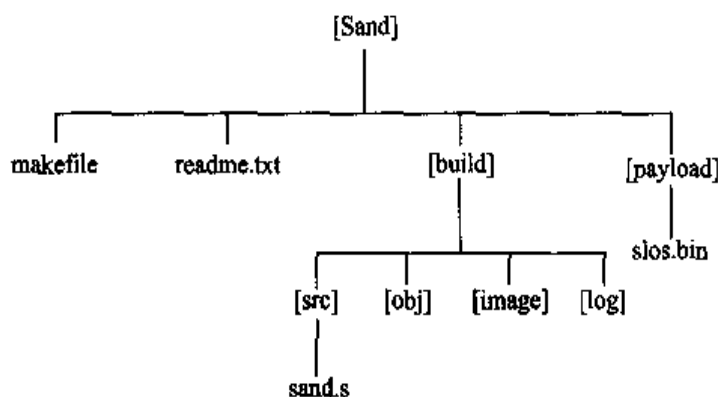 [Sand]
makefile readme.txt [build] [payload]
slos.bin
[src] [obj] [image] [log]
sand.s